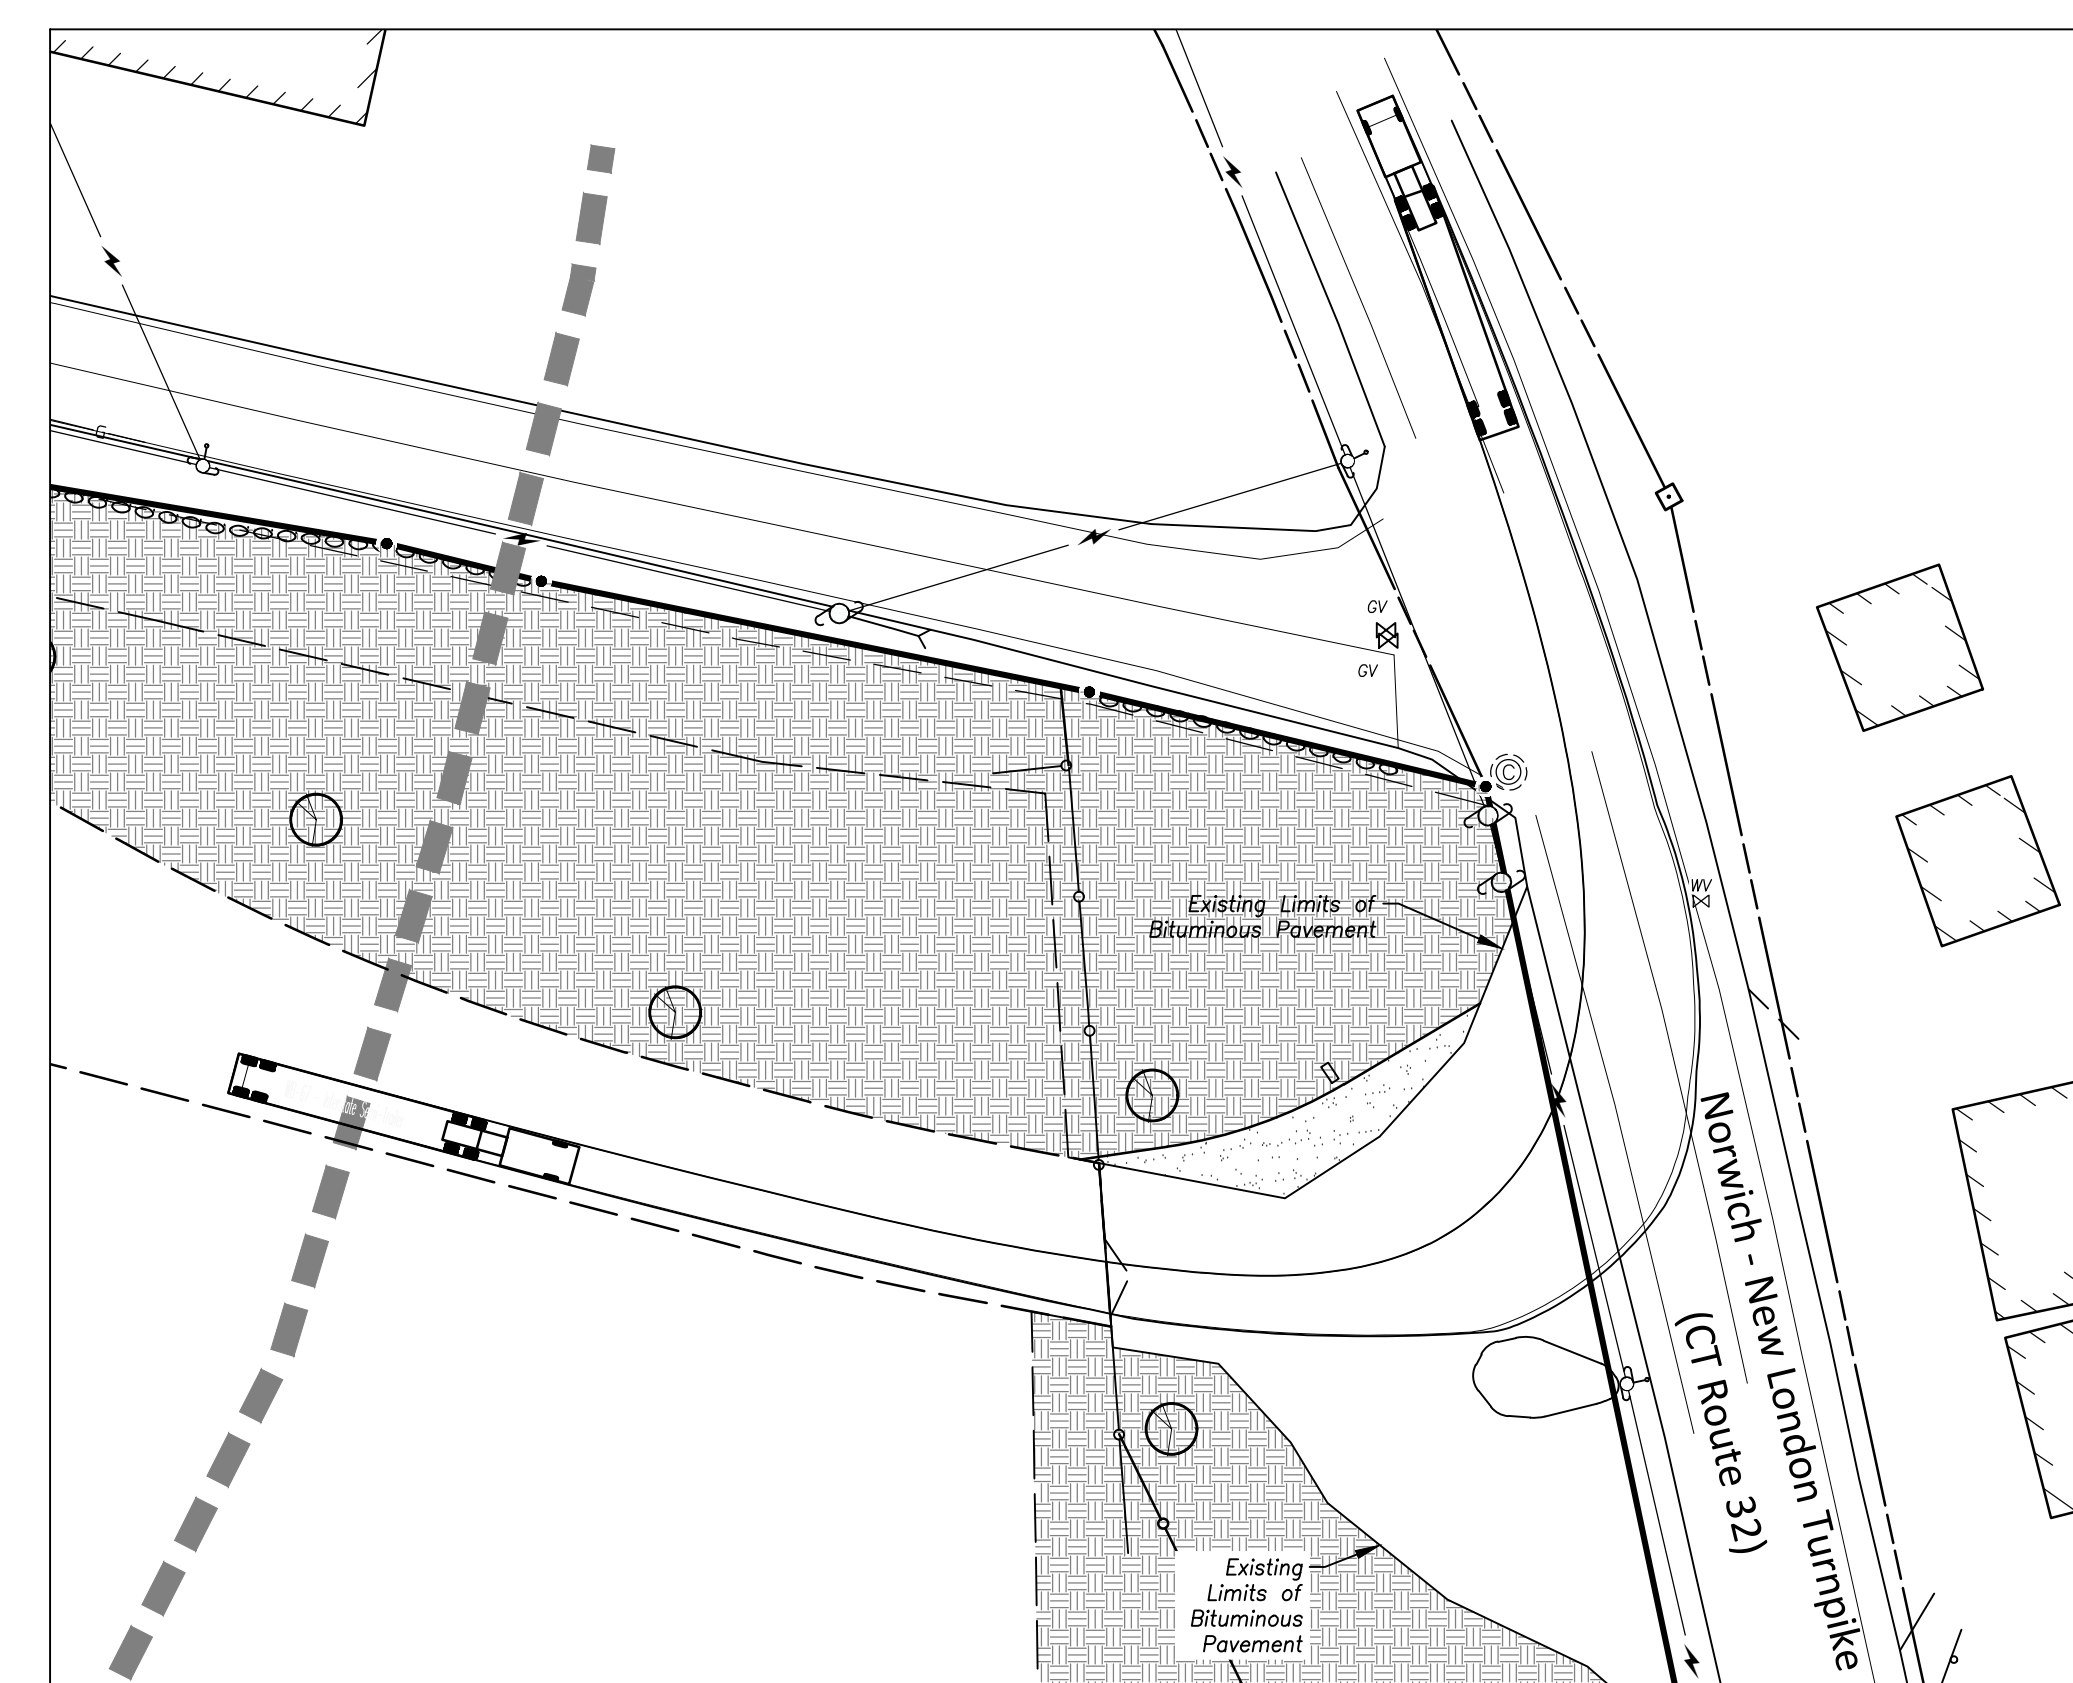 G
GV
GV
C
Existing Limits of
Bituminous Pavement
WV
Norwich - New London Turnpike
(CT Route 32)
Existing
Limits of
Bituminous
Pavement